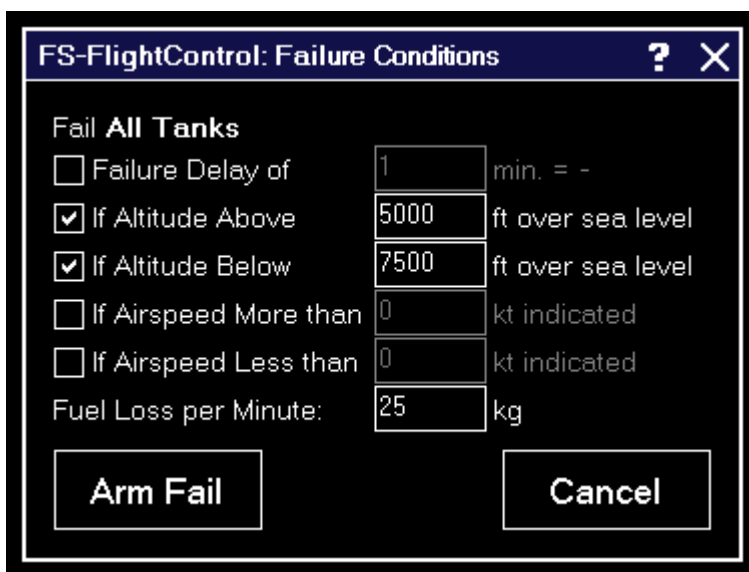 FS-FlightControl: Failure Conditions ? X
Fail All Tanks
Failure Delay of 1 min. = -
If Altitude Above 5000 ft over sea level
If Altitude Below 7500 ft over sea level
If Airspeed More than 0 kt indicated
If Airspeed Less than 0 kt indicated
Fuel Loss per Minute: 25 kg
Arm Fail Cancel